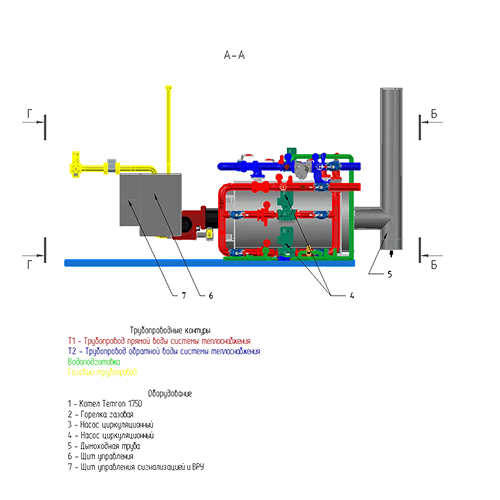 А-А
Г
Б
Г
Б
7
6
4
5
Трубопроводные контуры
Т1 - Трубопровод прямой воды системы теплоснабжения
Т2 - Трубопровод обратной воды системы теплоснабжения
Водоподготовка
Газовый трубопровод
Оборудование
1 - Котел Temron 1750
2 - Горелка газовая
3 - Насос циркуляционный
4 - Насос циркуляционный
5 - Дымоходная труба
6 - Щит управления
7 - Щит управления сигнализацией и ВРУ